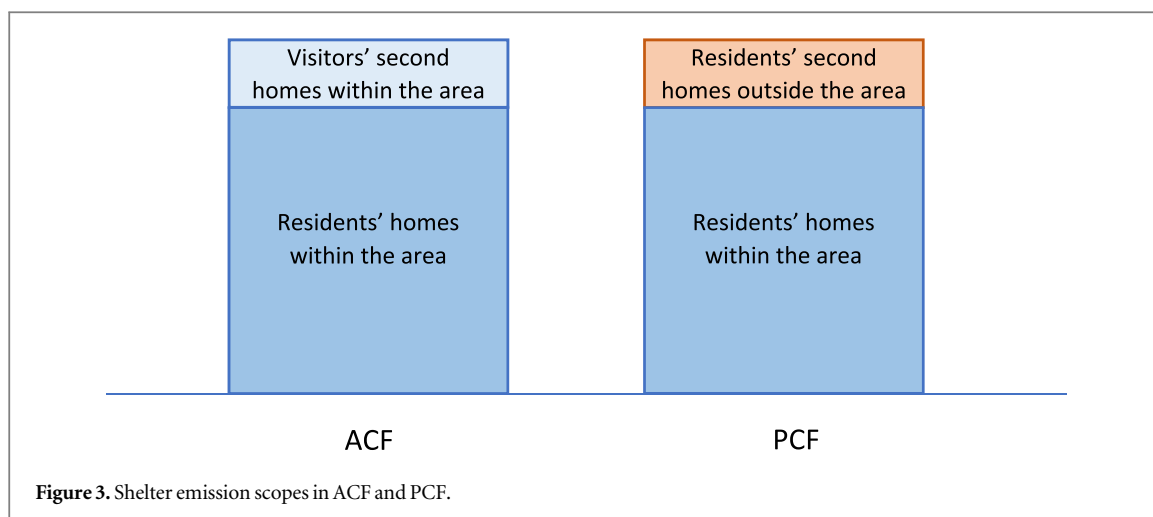 Visitors’ second
homes within the area
Residents’ homes
within the area
ACF
Residents’ second
homes outside the area
Residents’ homes
within the area
PCF
Figure 3. Shelter emission scopes in ACF and PCF.